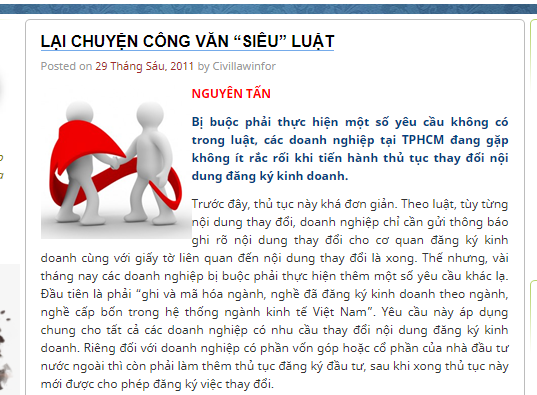 LẠI CHUYỆN CÔNG VĂN “SIÊU” LUẬT
Posted on 29 Tháng Sáu, 2011 by Civillawinfor
NGUYÊN TẤN
Bị buộc phải thực hiện một số yêu cầu không có
trong luật, các doanh nghiệp tại TPHCM đang gặp
không ít rắc rối khi tiến hành thủ tục thay đổi nội
dung đăng ký kinh doanh.
Trước đây, thủ tục này khá đơn giản. Theo luật, tùy từng
nội dung thay đổi, doanh nghiệp chỉ cần gửi thông báo
ghi rõ nội dung thay đổi cho cơ quan đăng ký kinh
doanh cùng với giấy tờ liên quan đến nội dung thay đổi là xong. Thế nhưng, vài
tháng nay các doanh nghiệp bị buộc phải thực hiện thêm một số yêu cầu khác lạ.
Đầu tiên là phải “ghi và mã hóa ngành, nghề đã đăng ký kinh doanh theo ngành,
nghề cấp bốn trong hệ thống ngành kinh tế Việt Nam”. Yêu cầu này áp dụng
chung cho tất cả các doanh nghiệp có nhu cầu thay đổi nội dung đăng ký kinh
doanh. Riêng đối với doanh nghiệp có phần vốn góp hoặc cổ phần của nhà đầu tư
nước ngoài thì còn phải làm thêm thủ tục đăng ký đầu tư, sau khi xong thủ tục này
mới được cho phép đăng ký việc thay đổi.